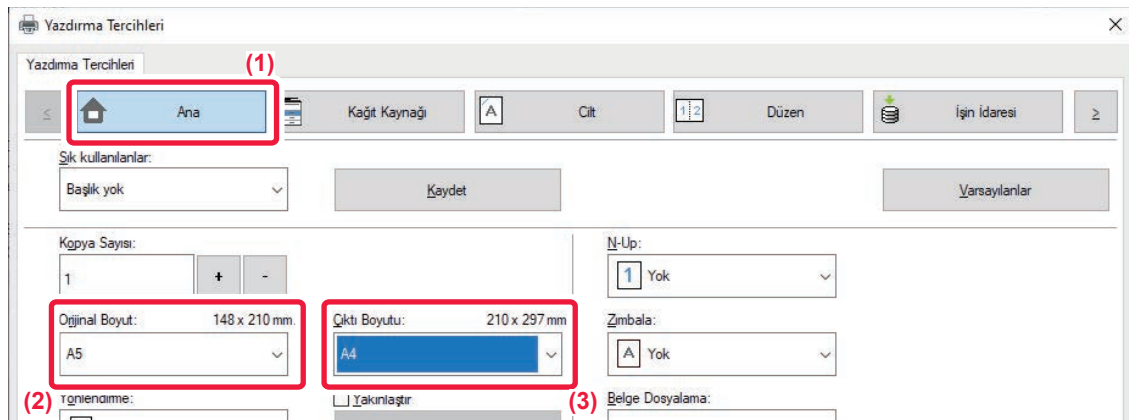 Yazdırma Tercihleri
Yazdırma Tercihleri
(1)
≤ Ana Kağıt Kaynağı A Cilt 1 2 Düzen İşin İdaresi ≥
Sık kullanılanlar:
Başlık yok Kaydet Varsayılanlar
Kopya Sayısı: N-Up:
1 + - 1 Yok
Orijinal Boyut: 148 x 210 mm. Çıktı Boyutu: 210 x 297 mm Zımbala:
A5 A4 A Yok
(2) Yönlendirme: Yakınlaştır (3) Belge Dosyalama: